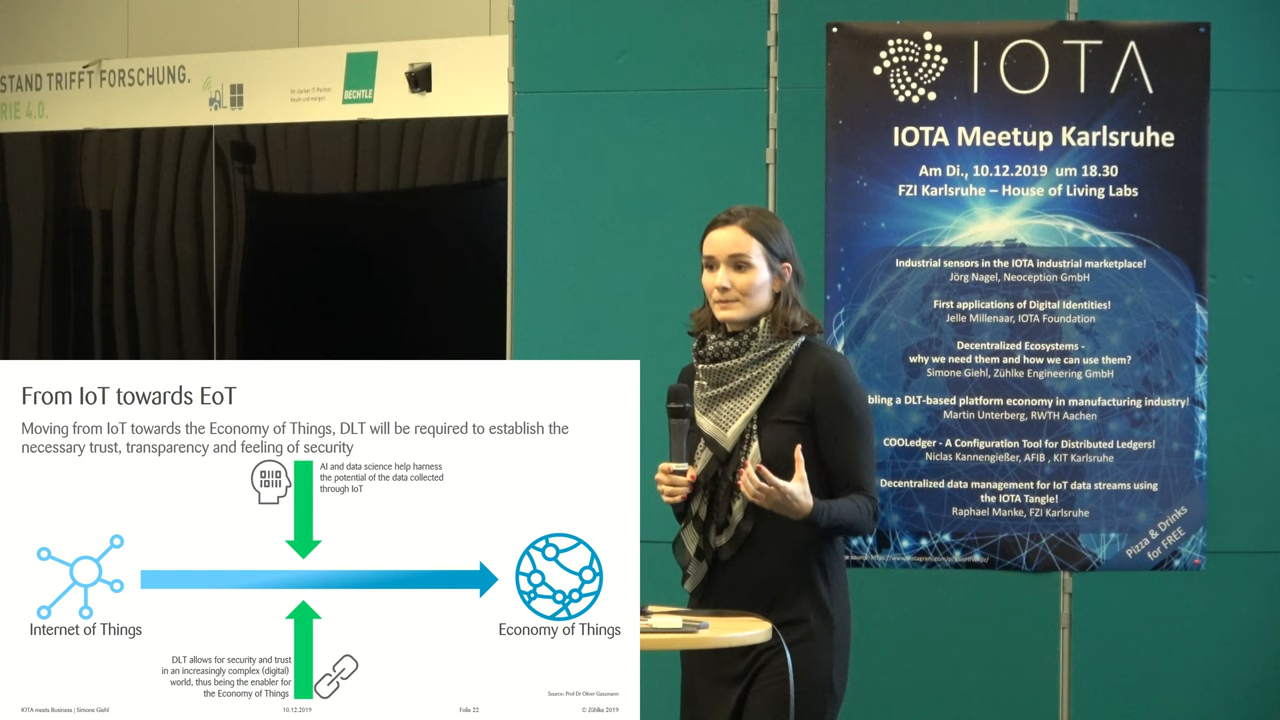 STAND TRIFFT FORSCHUNG.
RIE 4.0.
Ihr starker IT-Partner
Heute und morgen
BECHTLE
IOTA
IOTA Meetup Karlsruhe
Am Di., 10.12.2019 um 18.30
FZI Karlsruhe – House of Living Labs
Industrial sensors in the IOTA industrial marketplace!
Jörg Nagel, Neoception GmbH
First applications of Digital Identities!
Jelle Millenaar, IOTA Foundation
Decentralized Ecosystems -
why we need them and how we can use them?
Simone Giehl, Zühlke Engineering GmbH
bling a DLT-based platform economy in manufacturing industry!
Martin Unterberg, RWTH Aachen
COOLedger - A Configuration Tool for Distributed Ledgers!
Niclas Kannengießer, AFIB , KIT Karlsruhe
Decentralized data management for IoT data streams using
the IOTA Tangle!
Raphael Manke, FZI Karlsruhe
Pizza & Drinks
for FREE
From IoT towards EoT
Moving from IoT towards the Economy of Things, DLT will be required to establish the
necessary trust, transparency and feeling of security
AI and data science help harness
the potential of the data collected
through IoT
Internet of Things
Economy of Things
DLT allows for security and trust
in an increasingly complex (digital)
world, thus being the enabler for
the Economy of Things
Source: Prof Dr Oliver Gassmann
IOTA meets Business | Simone Giehl
10.12.2019
Folie 22
© Zühlke 2019